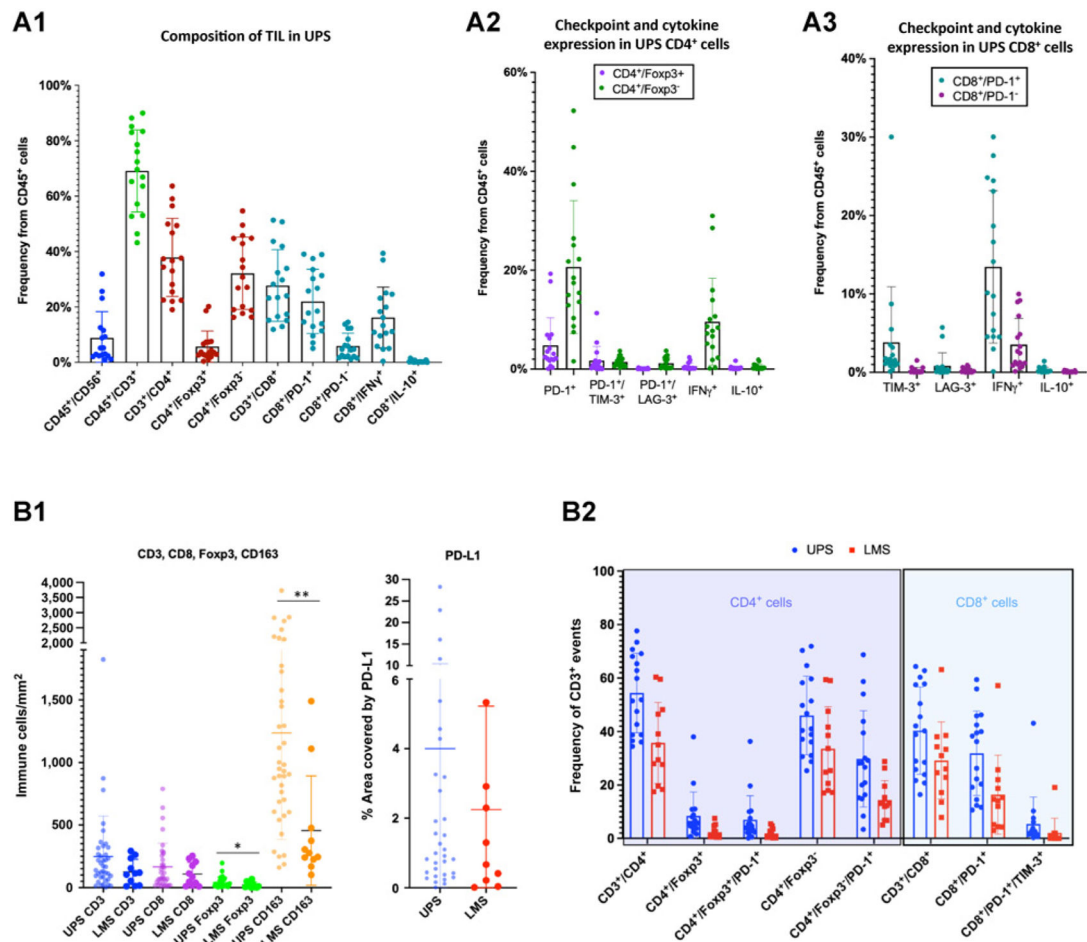 A1
Composition of TIL in UPS
Frequency from CD45⁺ cells
100%
80%
60%
40%
20%
0%
CD45⁺/CD56⁺
CD45⁺/CD3⁺
CD3⁺/CD4⁺
CD4⁺/Foxp3⁺
CD4⁺/Foxp3⁻
CD3⁺/CD8⁺
CD8⁺/PD-1⁺
CD8⁺/PD-1⁻
CD8⁺/IFNγ⁺
CD8⁺/IL-10⁺
A2
Checkpoint and cytokine
expression in UPS CD4⁺ cells
CD4⁺/Foxp3+
CD4⁺/Foxp3⁻
Frequency from CD45⁺ cells
60%
40%
20%
0%
PD-1⁺
PD-1⁺/
TIM-3⁺
PD-1⁺/
LAG-3⁺
IFNγ⁺
IL-10⁺
A3
Checkpoint and cytokine
expression in UPS CD8⁺ cells
CD8⁺/PD-1⁺
CD8⁺/PD-1⁻
Frequency from CD45⁺ cells
40%
30%
20%
10%
0%
TIM-3⁺
LAG-3⁺
IFNγ⁺
IL-10⁺
B1
CD3, CD8, Foxp3, CD163
Immune cells/mm²
4,000
3,500
3,000
2,500
2,000
1,500
1,000
500
0
**
*
UPS CD3
LMS CD3
UPS CD8
LMS CD8
UPS Foxp3
LMS Foxp3
UPS CD163
LMS CD163
PD-L1
% Area covered by PD-L1
30
25
20
15
10
6
4
2
0
UPS
LMS
B2
UPS
LMS
CD4⁺ cells
CD8⁺ cells
Frequency of CD3⁺ events
100
80
60
40
20
0
CD3⁺/CD4⁺
CD4⁺/Foxp3⁺
CD4⁺/Foxp3⁺/PD-1⁺
CD4⁺/Foxp3⁻
CD4⁺/Foxp3⁻/PD-1⁺
CD3⁺/CD8⁺
CD8⁺/PD-1⁺
CD8⁺/PD-1⁺/TIM-3⁺